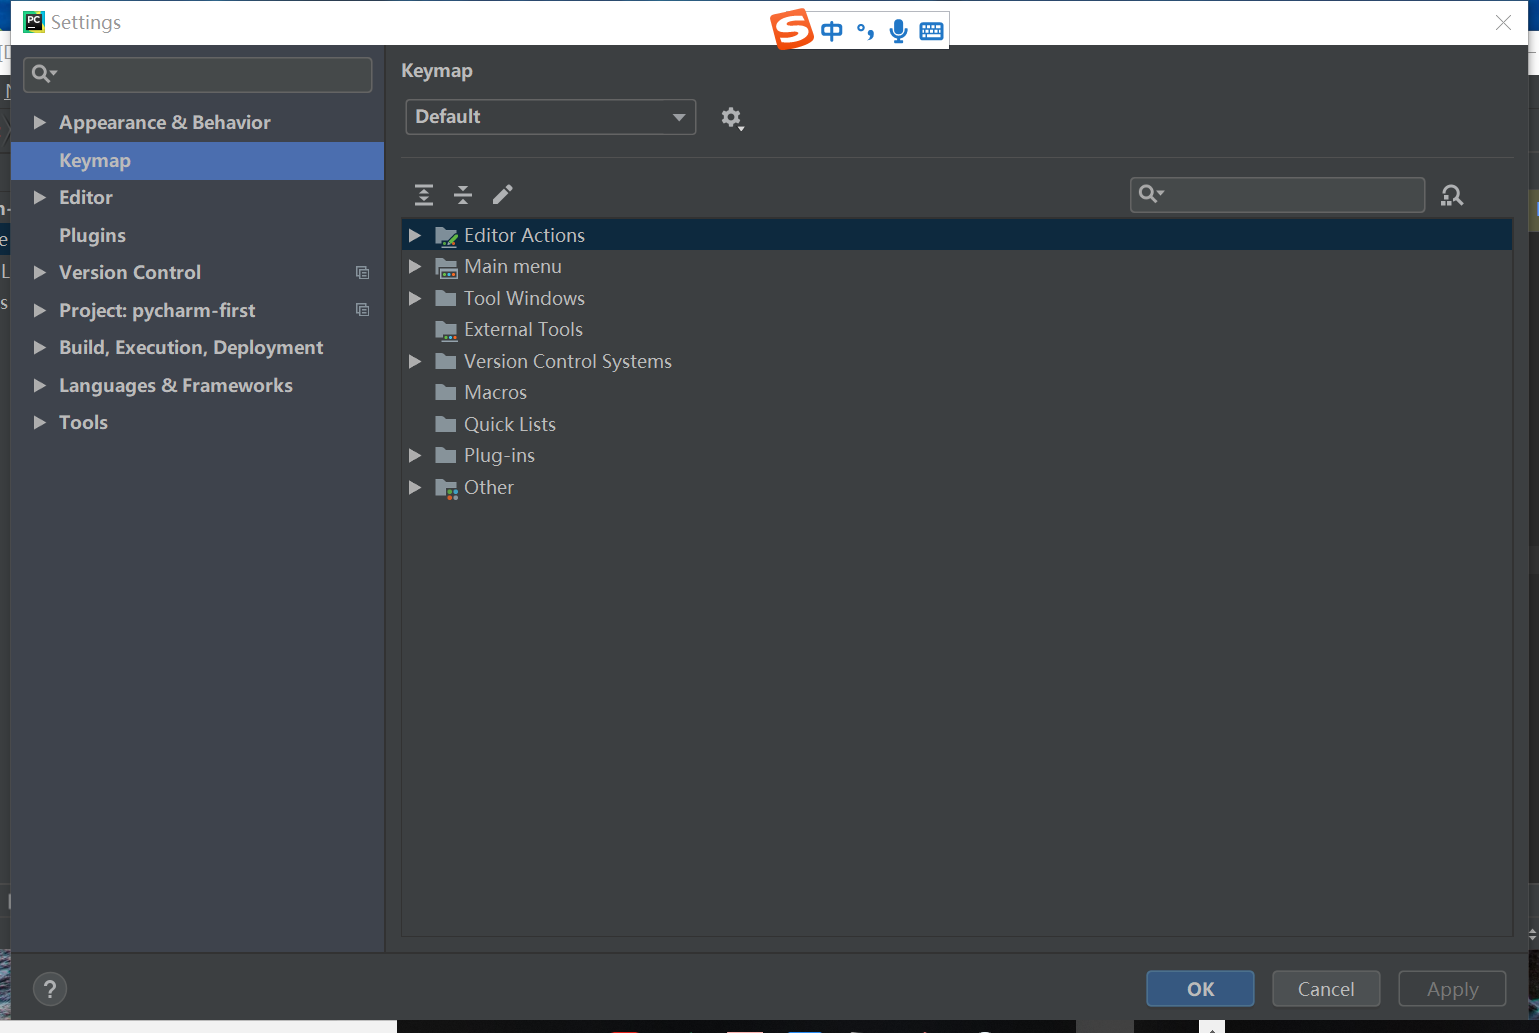 PC Settings
中
Keymap
Default
Appearance & Behavior
Keymap
Editor
Plugins
Version Control
Project: pycharm-first
Build, Execution, Deployment
Languages & Frameworks
Tools
Editor Actions
Main menu
Tool Windows
External Tools
Version Control Systems
Macros
Quick Lists
Plug-ins
Other
?
OK
Cancel
Apply